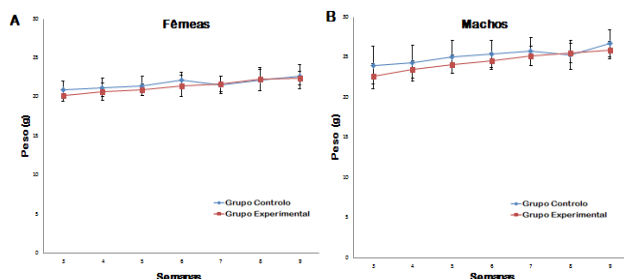 A
Fêmeas
30
25
20
15
10
5
0
Peso (g)
Grupo Controlo
Grupo Experimental
3 4 5 6 7 8 9
Semanas
B
Machos
30
25
20
15
10
5
0
Peso (g)
Grupo Controlo
Grupo Experimental
3 4 5 6 7 8 9
Semanas